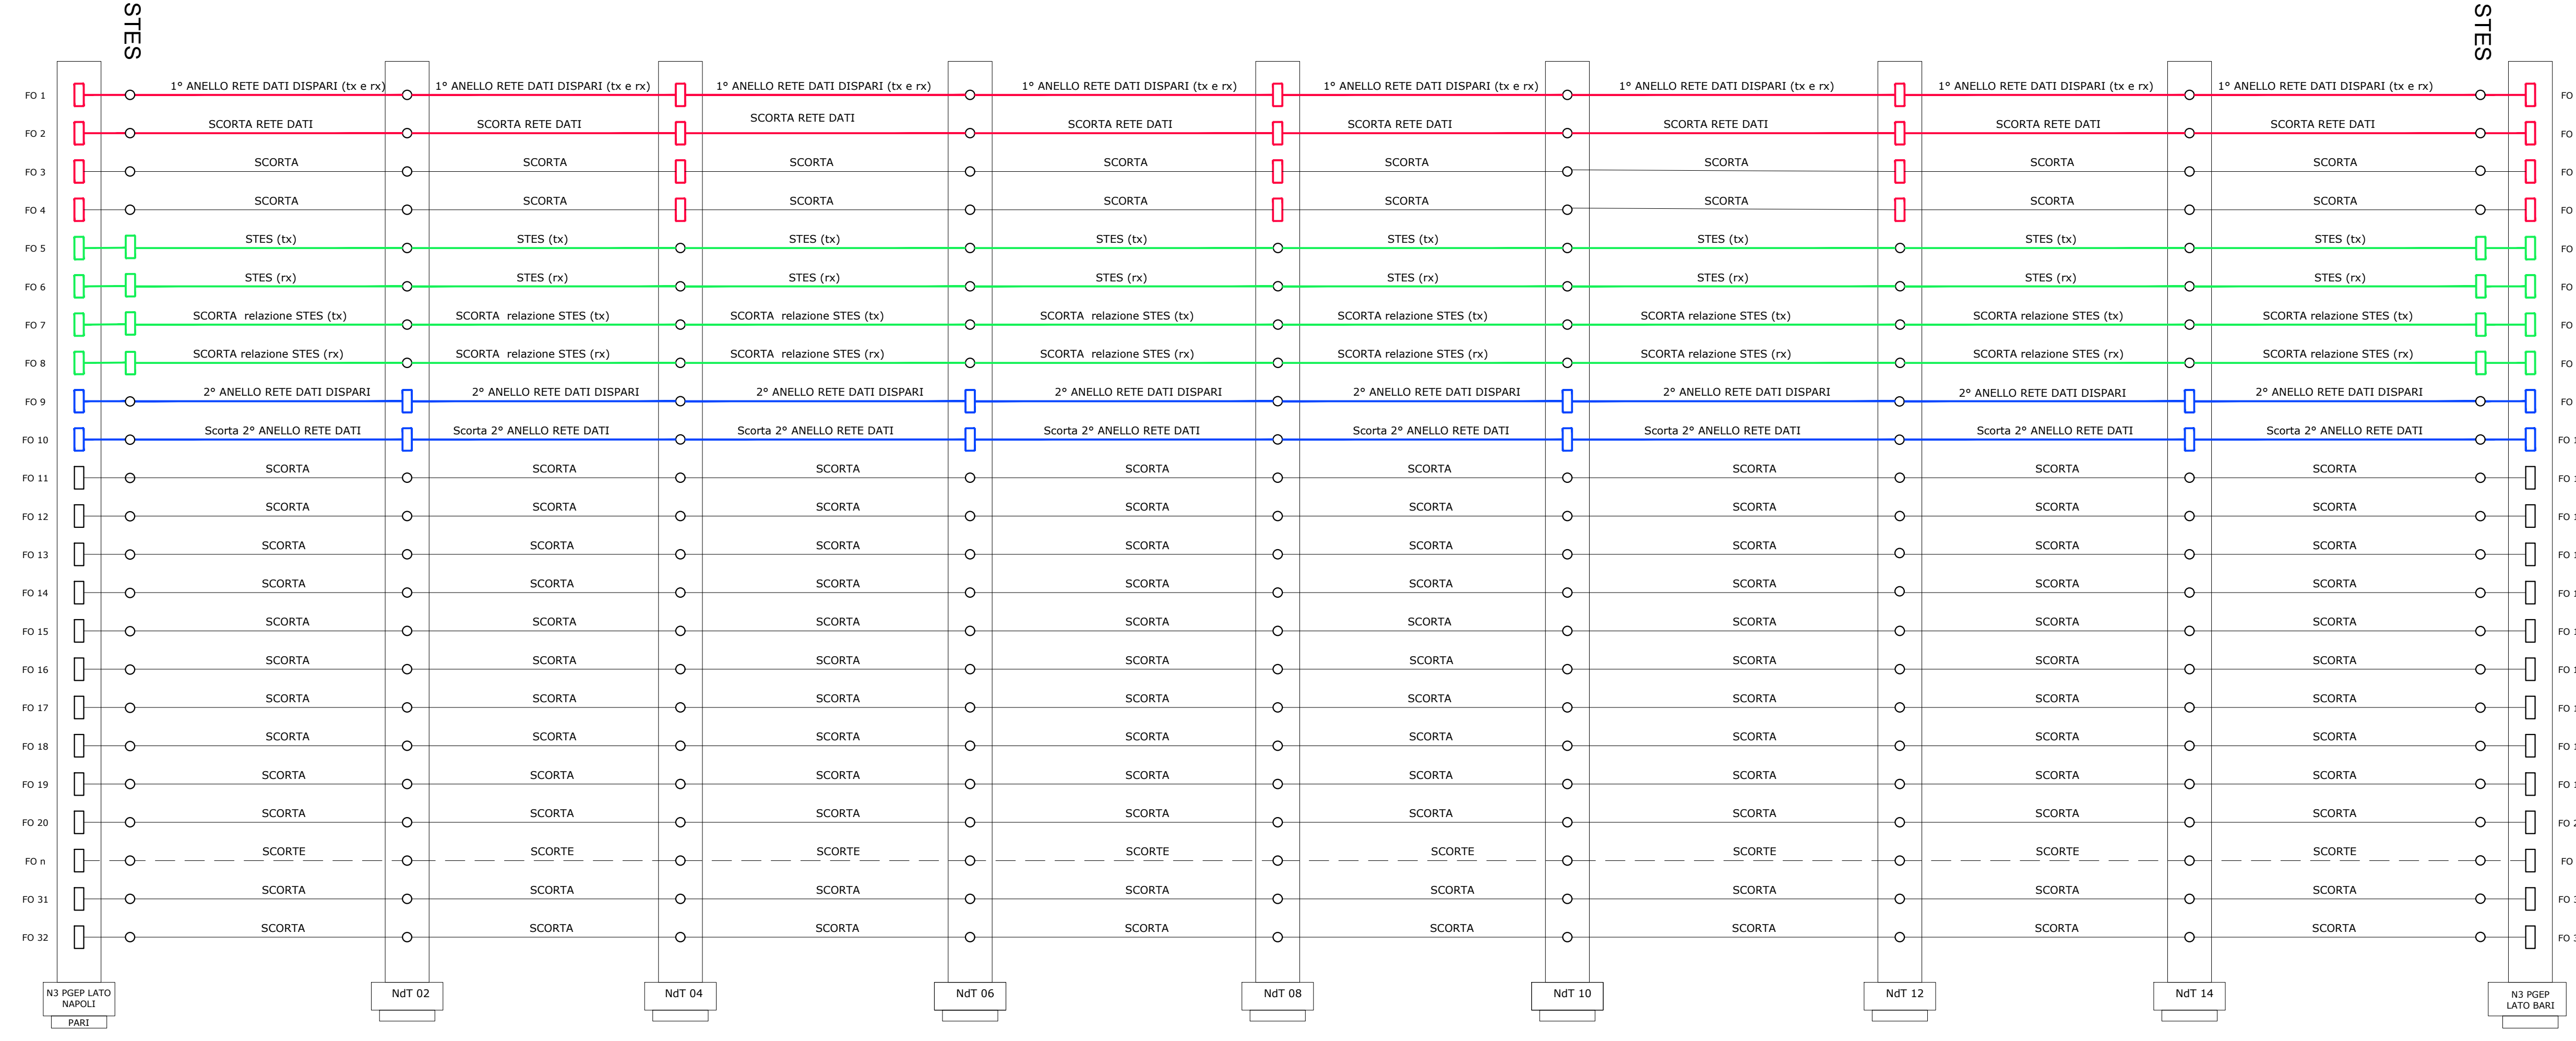 STES STES
FO 1 1° ANELLO RETE DATI DISPARI (tx e rx) 1° ANELLO RETE DATI DISPARI (tx e rx) 1° ANELLO RETE DATI DISPARI (tx e rx) 1° ANELLO RETE DATI DISPARI (tx e rx) 1° ANELLO RETE DATI DISPARI (tx e rx) 1° ANELLO RETE DATI DISPARI (tx e rx) 1° ANELLO RETE DATI DISPARI (tx e rx) 1° ANELLO RETE DATI DISPARI (tx e rx) FO
FO 2 SCORTA RETE DATI SCORTA RETE DATI SCORTA RETE DATI SCORTA RETE DATI SCORTA RETE DATI SCORTA RETE DATI SCORTA RETE DATI SCORTA RETE DATI FO
FO 3 SCORTA SCORTA SCORTA SCORTA SCORTA SCORTA SCORTA SCORTA FO
FO 4 SCORTA SCORTA SCORTA SCORTA SCORTA SCORTA SCORTA SCORTA FO
FO 5 STES (tx) STES (tx) STES (tx) STES (tx) STES (tx) STES (tx) STES (tx) STES (tx) FO
FO 6 STES (rx) STES (rx) STES (rx) STES (rx) STES (rx) STES (rx) STES (rx) STES (rx) FO
FO 7 SCORTA relazione STES (tx) SCORTA relazione STES (tx) SCORTA relazione STES (tx) SCORTA relazione STES (tx) SCORTA relazione STES (tx) SCORTA relazione STES (tx) SCORTA relazione STES (tx) SCORTA relazione STES (tx) FO
FO 8 SCORTA relazione STES (rx) SCORTA relazione STES (rx) SCORTA relazione STES (rx) SCORTA relazione STES (rx) SCORTA relazione STES (rx) SCORTA relazione STES (rx) SCORTA relazione STES (rx) SCORTA relazione STES (rx) FO
FO 9 2° ANELLO RETE DATI DISPARI 2° ANELLO RETE DATI DISPARI 2° ANELLO RETE DATI DISPARI 2° ANELLO RETE DATI DISPARI 2° ANELLO RETE DATI DISPARI 2° ANELLO RETE DATI DISPARI 2° ANELLO RETE DATI DISPARI 2° ANELLO RETE DATI DISPARI FO
FO 10 Scorta 2° ANELLO RETE DATI Scorta 2° ANELLO RETE DATI Scorta 2° ANELLO RETE DATI Scorta 2° ANELLO RETE DATI Scorta 2° ANELLO RETE DATI Scorta 2° ANELLO RETE DATI Scorta 2° ANELLO RETE DATI Scorta 2° ANELLO RETE DATI FO
FO 11 SCORTA SCORTA SCORTA SCORTA SCORTA SCORTA SCORTA SCORTA FO
FO 12 SCORTA SCORTA SCORTA SCORTA SCORTA SCORTA SCORTA SCORTA FO
FO 13 SCORTA SCORTA SCORTA SCORTA SCORTA SCORTA SCORTA SCORTA FO
FO 14 SCORTA SCORTA SCORTA SCORTA SCORTA SCORTA SCORTA SCORTA FO
FO 15 SCORTA SCORTA SCORTA SCORTA SCORTA SCORTA SCORTA SCORTA FO
FO 16 SCORTA SCORTA SCORTA SCORTA SCORTA SCORTA SCORTA SCORTA FO
FO 17 SCORTA SCORTA SCORTA SCORTA SCORTA SCORTA SCORTA SCORTA FO
FO 18 SCORTA SCORTA SCORTA SCORTA SCORTA SCORTA SCORTA SCORTA FO
FO 19 SCORTA SCORTA SCORTA SCORTA SCORTA SCORTA SCORTA SCORTA FO
FO 20 SCORTA SCORTA SCORTA SCORTA SCORTA SCORTA SCORTA SCORTA FO
FO n SCORTE SCORTE SCORTE SCORTE SCORTE SCORTE SCORTE SCORTE FO
FO 31 SCORTA SCORTA SCORTA SCORTA SCORTA SCORTA SCORTA SCORTA FO
FO 32 SCORTA SCORTA SCORTA SCORTA SCORTA SCORTA SCORTA SCORTA FO
N3 PGEP LATO NdT 02 NdT 04 NdT 06 NdT 08 NdT 10 NdT 12 NdT 14 N3 PGEP
NAPOLI LATO BARI
PARI